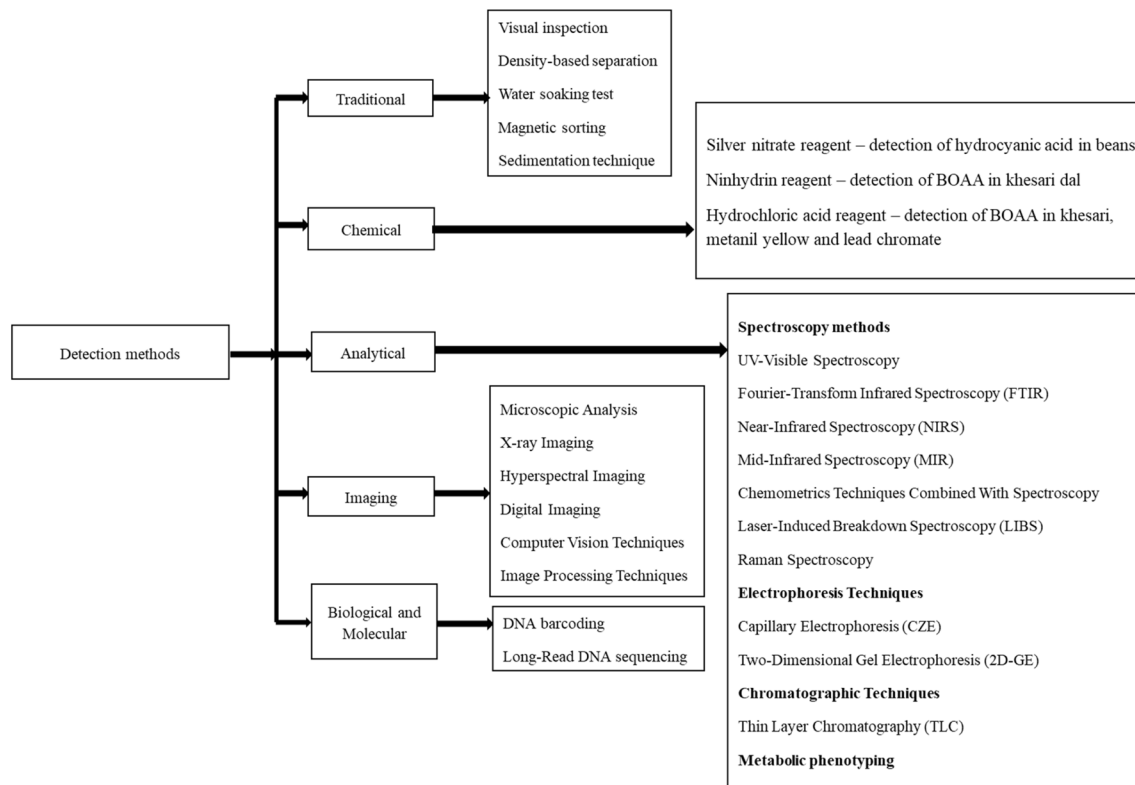 Detection methods
Traditional
Visual inspection
Density-based separation
Water soaking test
Magnetic sorting
Sedimentation technique
Chemical
Silver nitrate reagent – detection of hydrocyanic acid in beans
Ninhydrin reagent – detection of BOAA in khesari dal
Hydrochloric acid reagent – detection of BOAA in khesari,
metanil yellow and lead chromate
Analytical
Spectroscopy methods
UV-Visible Spectroscopy
Fourier-Transform Infrared Spectroscopy (FTIR)
Near-Infrared Spectroscopy (NIRS)
Mid-Infrared Spectroscopy (MIR)
Chemometrics Techniques Combined With Spectroscopy
Laser-Induced Breakdown Spectroscopy (LIBS)
Raman Spectroscopy
Electrophoresis Techniques
Capillary Electrophoresis (CZE)
Two-Dimensional Gel Electrophoresis (2D-GE)
Chromatographic Techniques
Thin Layer Chromatography (TLC)
Metabolic phenotyping
Imaging
Microscopic Analysis
X-ray Imaging
Hyperspectral Imaging
Digital Imaging
Computer Vision Techniques
Image Processing Techniques
Biological and
Molecular
DNA barcoding
Long-Read DNA sequencing